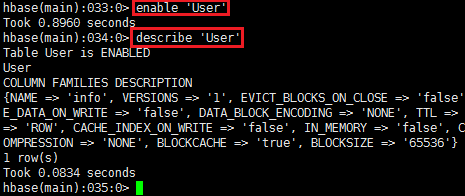 hbase(main):033:0> enable 'User'
Took 0.8960 seconds
hbase(main):034:0> describe 'User'
Table User is ENABLED
User
COLUMN FAMILIES DESCRIPTION
{NAME => 'info', VERSIONS => '1', EVICT_BLOCKS_ON_CLOSE => 'false'
E_DATA_ON_WRITE => 'false', DATA_BLOCK_ENCODING => 'NONE', TTL =>
=> 'ROW', CACHE_INDEX_ON_WRITE => 'false', IN_MEMORY => 'false', C
OMPRESSION => 'NONE', BLOCKCACHE => 'true', BLOCKSIZE => '65536'}
1 row(s)
Took 0.0834 seconds
hbase(main):035:0>